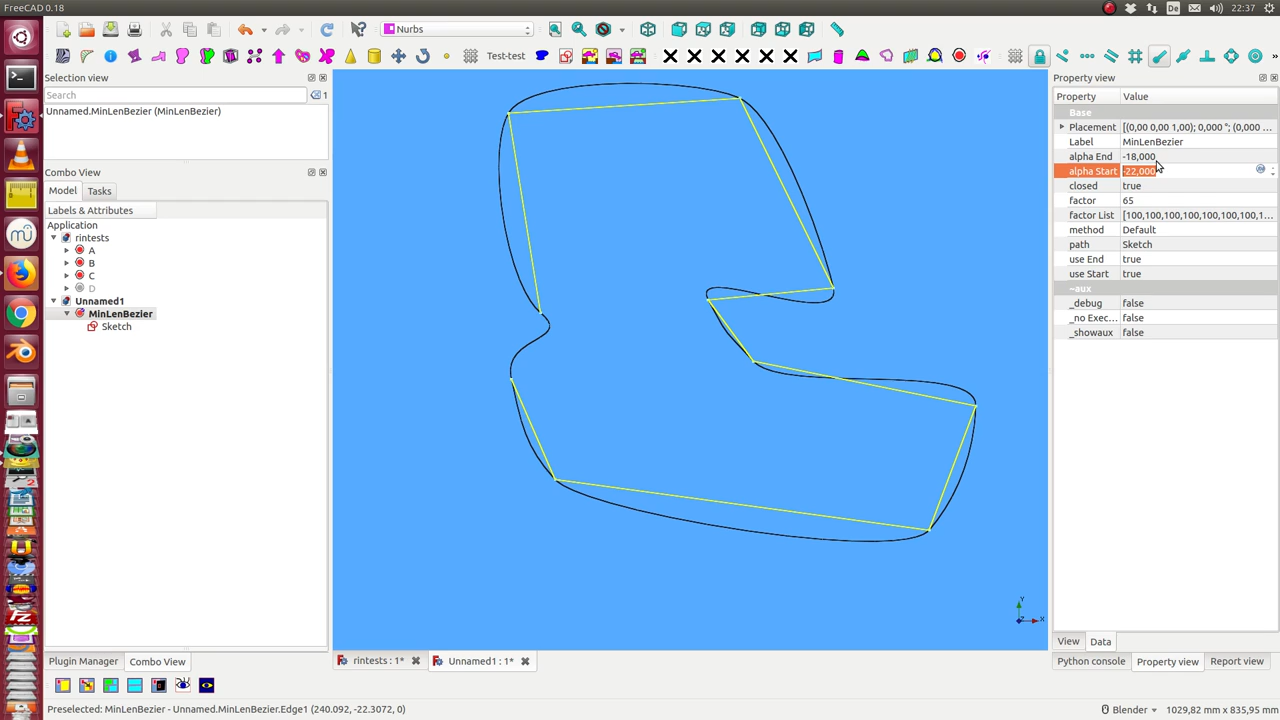 FreeCAD 0.18
De
22:37
Nurbs
Test-test
»
Selection view
Search
1
Unnamed.MinLenBezier (MinLenBezier)
Combo View
Model
Tasks
Labels & Attributes
Application
rintests
A
B
C
D
Unnamed1
MinLenBezier
Sketch
Property view
Property Value
Base
Placement [(0,00 0,00 1,00); 0,000 °; (0,000 ...
Label MinLenBezier
alpha End -18,000
alpha Start -22,000
closed true
factor 65
factor List [100,100,100,100,100,100,100,1...
method Default
path Sketch
use End true
use Start true
~aux
_debug false
_no Exec... false
_showaux false
Y
Z
X
View Data
Plugin Manager Combo View
rintests : 1*
Unnamed1 : 1*
Python console Property view Report view
Preselected: MinLenBezier - Unnamed.MinLenBezier.Edge1 (240.092, -22.3072, 0)
Blender
1029,82 mm x 835,95 mm